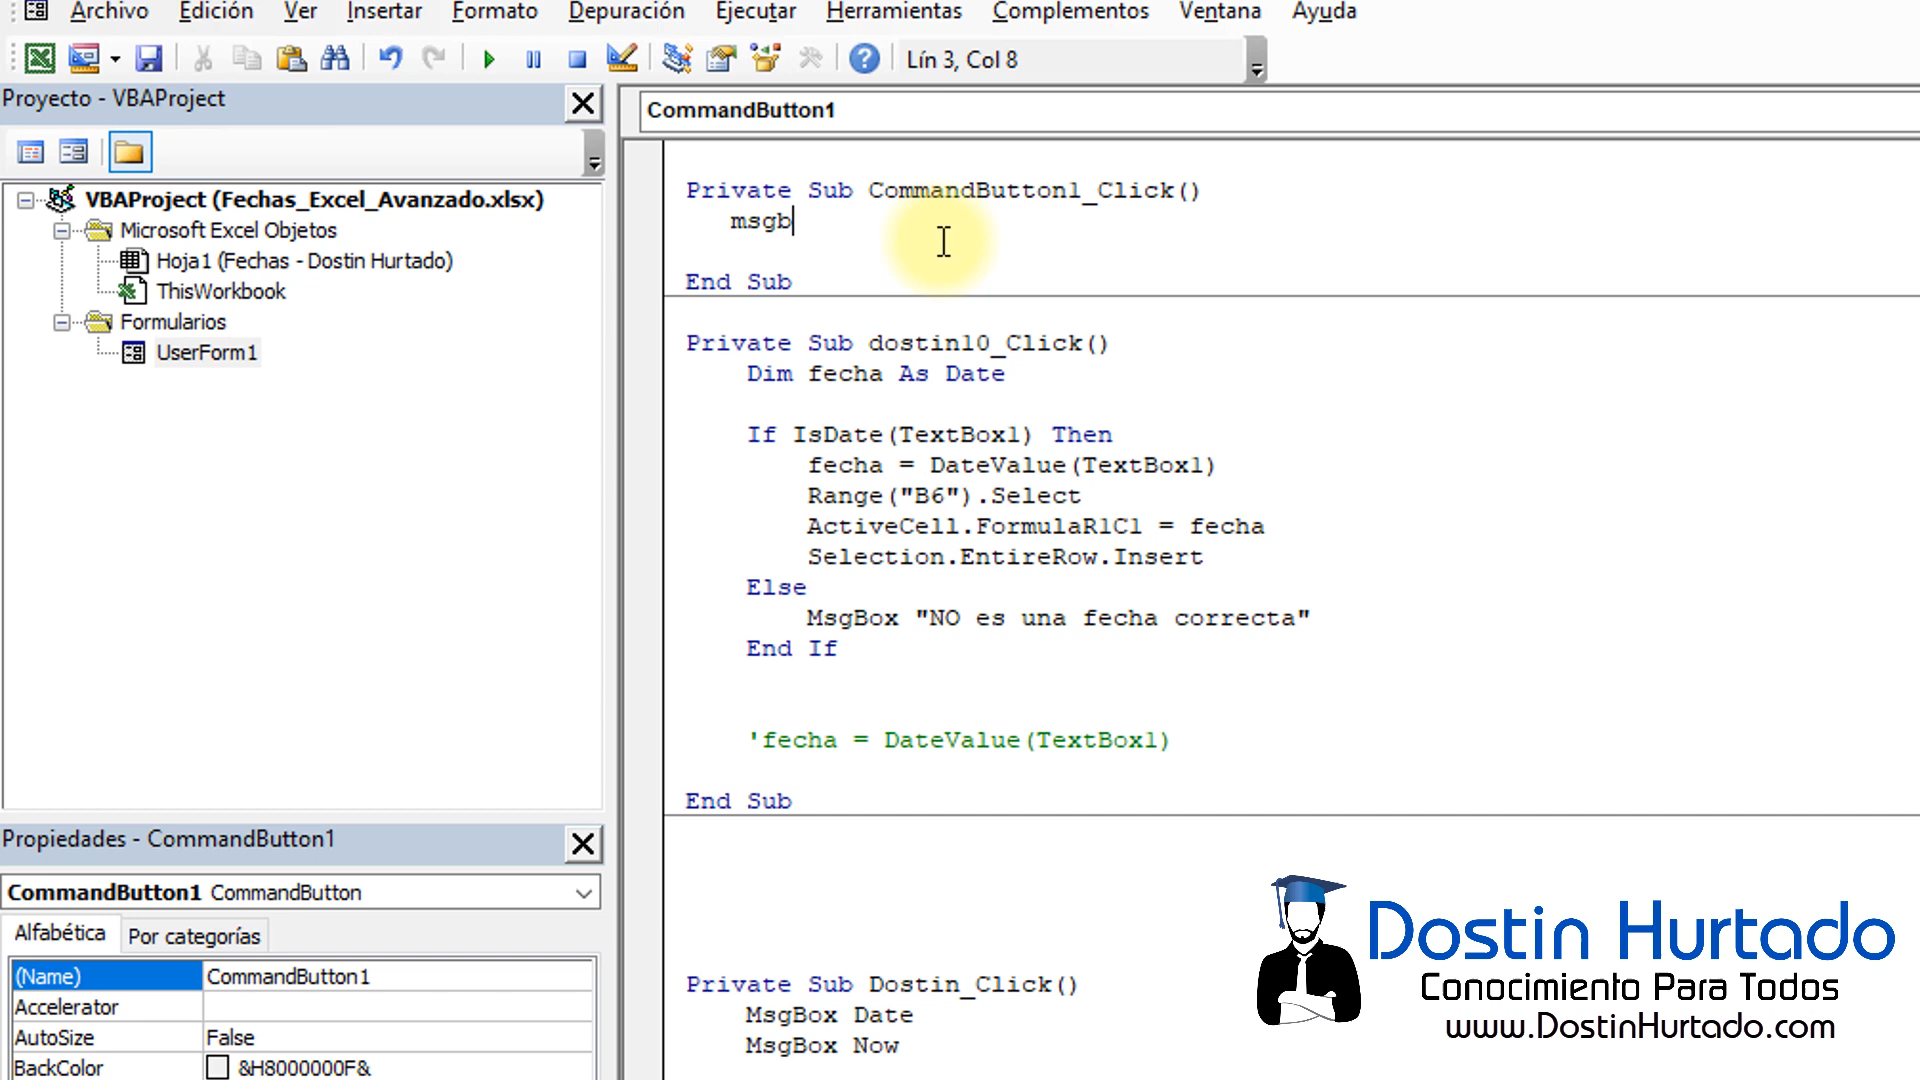 Archivo Edición Ver Insertar Formato Depuración Ejecutar Herramientas Complementos Ventana Ayuda
Lín 3, Col 8
Proyecto - VBAProject
VBAProject (Fechas_Excel_Avanzado.xlsx)
Microsoft Excel Objetos
Hoja1 (Fechas - Dostin Hurtado)
ThisWorkbook
Formularios
UserForm1
Propiedades - CommandButton1
CommandButton1 CommandButton
Alfabética Por categorías
(Name) CommandButton1
Accelerator
AutoSize False
BackColor &H8000000F&
CommandButton1
Private Sub CommandButton1_Click()
msgb
End Sub
Private Sub dostin10_Click()
Dim fecha As Date
If IsDate(TextBox1) Then
fecha = DateValue(TextBox1)
Range("B6").Select
ActiveCell.FormulaR1C1 = fecha
Selection.EntireRow.Insert
Else
MsgBox "NO es una fecha correcta"
End If
'fecha = DateValue(TextBox1)
End Sub
Private Sub Dostin_Click()
MsgBox Date
MsgBox Now
Dostin Hurtado
Conocimiento Para Todos
www.DostinHurtado.com